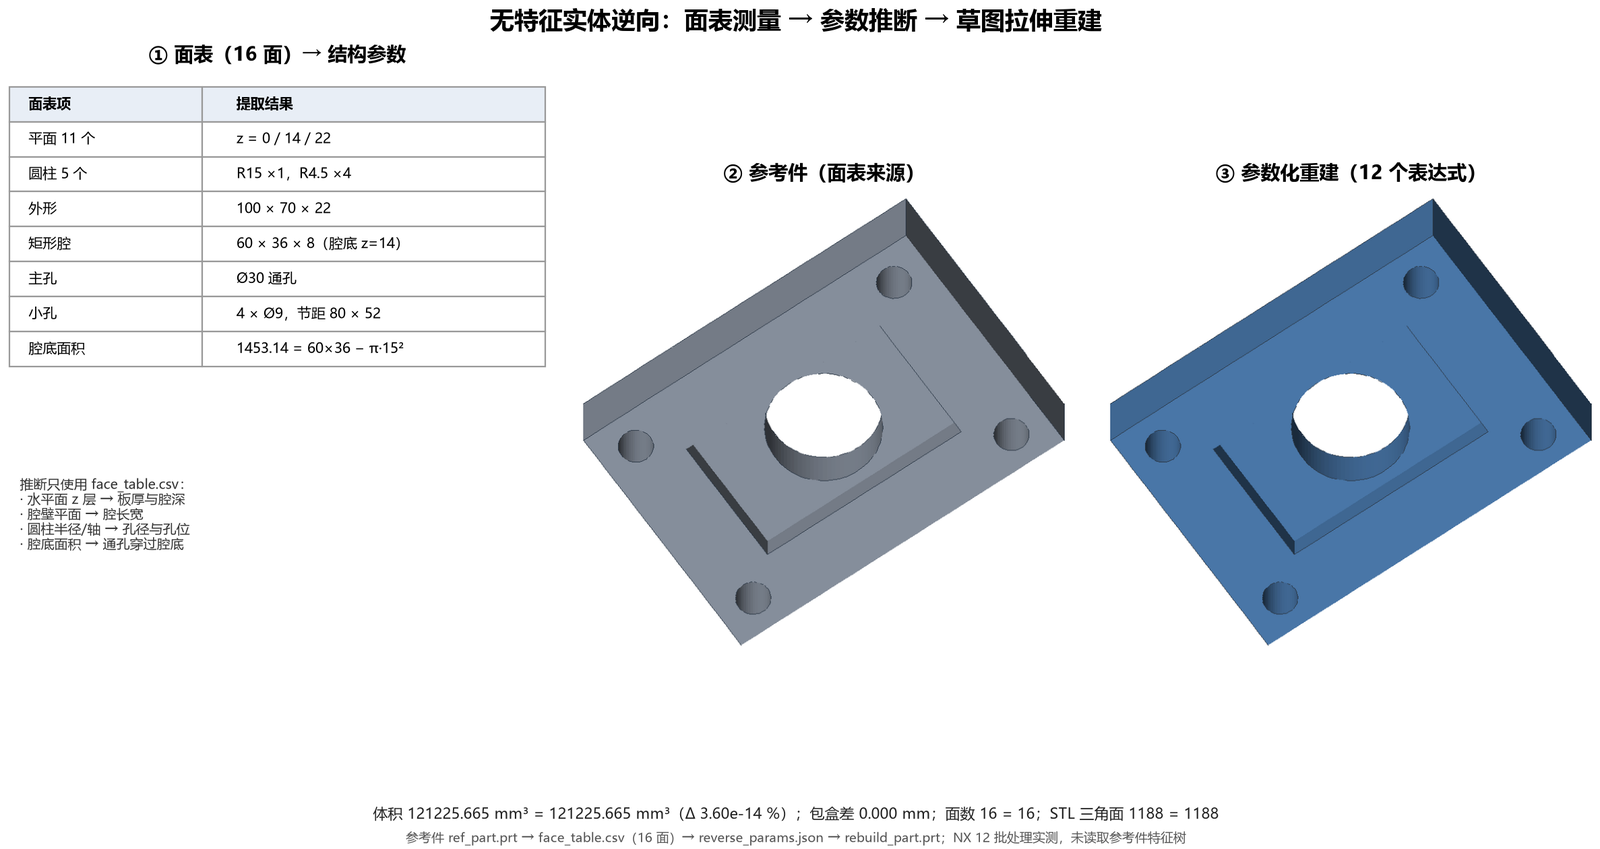 无特征实体逆向：面表测量 → 参数推断 → 草图拉伸重建
① 面表（16 面）→ 结构参数
面表项 提取结果
平面 11 个 z = 0 / 14 / 22
圆柱 5 个 R15 ×1，R4.5 ×4
外形 100 × 70 × 22
矩形腔 60 × 36 × 8（腔底 z=14）
主孔 Ø30 通孔
小孔 4 × Ø9，节距 80 × 52
腔底面积 1453.14 = 60×36 − π·15²
推断只使用 face_table.csv：
· 水平面 z 层 → 板厚与腔深
· 腔壁平面 → 腔长宽
· 圆柱半径/轴 → 孔径与孔位
· 腔底面积 → 通孔穿过腔底
② 参考件（面表来源）
③ 参数化重建（12 个表达式）
体积 121225.665 mm³ = 121225.665 mm³（Δ 3.60e-14 %）；包盒差 0.000 mm；面数 16 = 16；STL 三角面 1188 = 1188
参考件 ref_part.prt → face_table.csv（16 面）→ reverse_params.json → rebuild_part.prt；NX 12 批处理实测，未读取参考件特征树